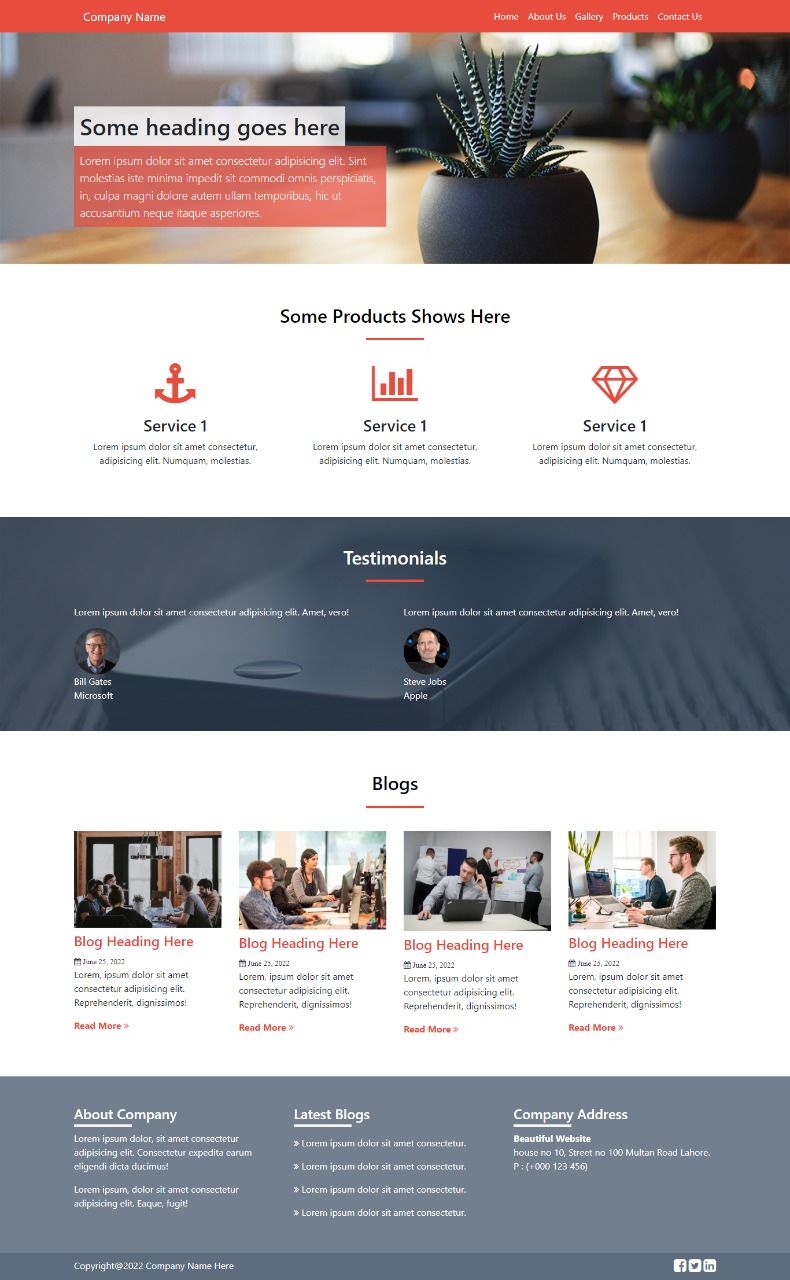 Company Name
Home About Us Gallery Products Contact Us
Some heading goes here
Lorem ipsum dolor sit amet consectetur adipisicing elit. Sint
molestias iste minima impedit sit commodi omnis perspiciatis,
in, culpa magni dolore autem ullam temporibus, hic ut
accusantium neque itaque asperiores.
Some Products Shows Here
Service 1
Lorem ipsum dolor sit amet consectetur,
adipisicing elit. Numquam, molestias.
Service 1
Lorem ipsum dolor sit amet consectetur,
adipisicing elit. Numquam, molestias.
Service 1
Lorem ipsum dolor sit amet consectetur,
adipisicing elit. Numquam, molestias.
Testimonials
Lorem ipsum dolor sit amet consectetur adipisicing elit. Amet, vero!
Bill Gates
Microsoft
Lorem ipsum dolor sit amet consectetur adipisicing elit. Amet, vero!
Steve Jobs
Apple
Blogs
Blog Heading Here
June 25, 2022
Lorem, ipsum dolor sit amet
consectetur adipisicing elit.
Reprehenderit, dignissimos!
Read More »
Blog Heading Here
June 25, 2022
Lorem, ipsum dolor sit amet
consectetur adipisicing elit.
Reprehenderit, dignissimos!
Read More »
Blog Heading Here
June 25, 2022
Lorem, ipsum dolor sit amet
consectetur adipisicing elit.
Reprehenderit, dignissimos!
Read More »
Blog Heading Here
June 25, 2022
Lorem, ipsum dolor sit amet
consectetur adipisicing elit.
Reprehenderit, dignissimos!
Read More »
About Company
Lorem ipsum dolor, sit amet consectetur
adipisicing elit. Consectetur expedita earum
eligendi dicta ducimus!
Lorem ipsum, dolor sit amet consectetur
adipisicing elit. Eaque, fugit!
Latest Blogs
» Lorem ipsum dolor sit amet consectetur.
» Lorem ipsum dolor sit amet consectetur.
» Lorem ipsum dolor sit amet consectetur.
» Lorem ipsum dolor sit amet consectetur.
Company Address
Beautiful Website
house no 10, Street no 100 Multan Road Lahore.
P : (+000 123 456)
Copyright@2022 Company Name Here